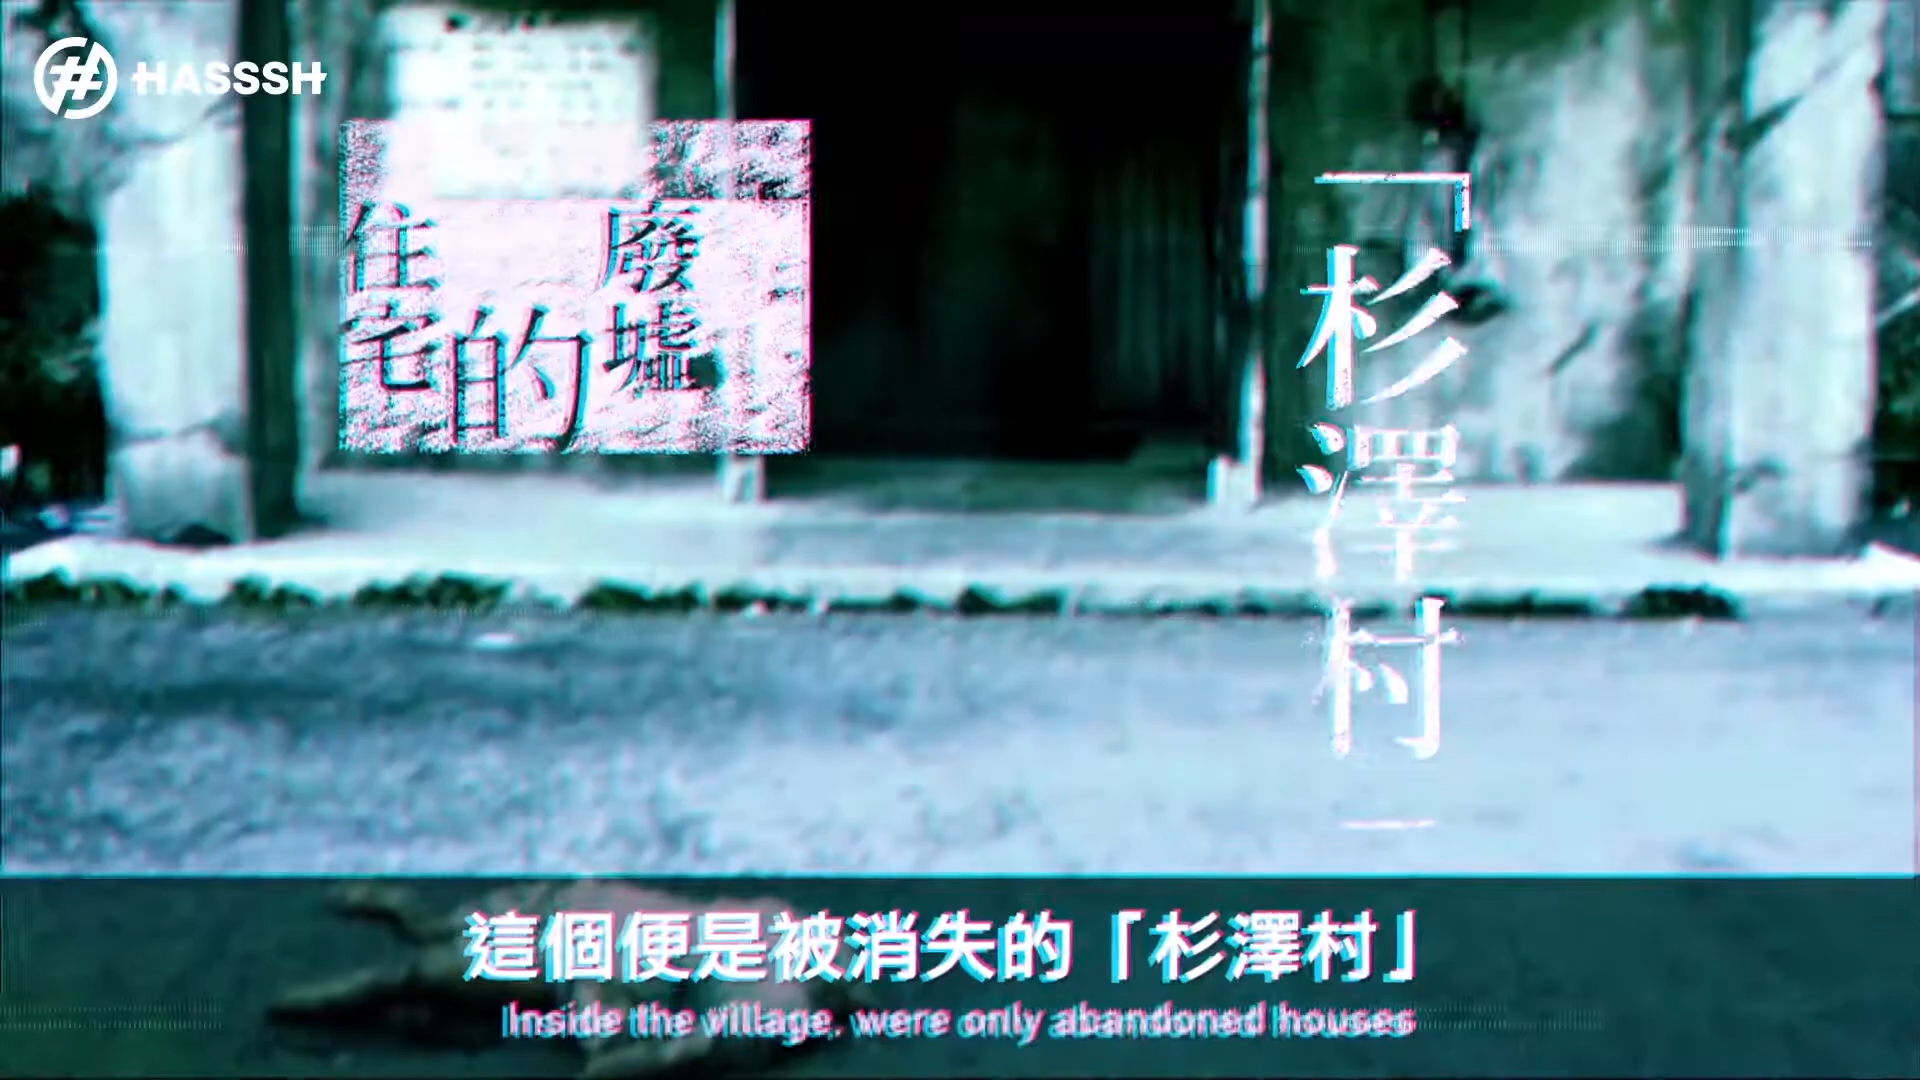 HASSSH
廢墟
的
住宅
「杉澤村」
這個便是被消失的「杉澤村」
Inside the village, were only abandoned houses